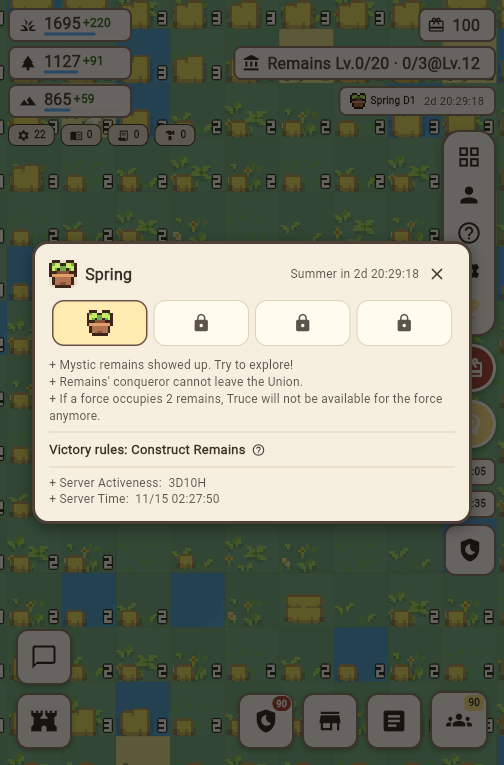 1695 +220
100
1127 +91
Remains Lv.0/20 · 0/3@Lv.12
865 +59
Spring D1 2d 20:29:18
22 0 0 0
Spring
Summer in 2d 20:29:18
+ Mystic remains showed up. Try to explore!
+ Remains' conqueror cannot leave the Union.
+ If a force occupies 2 remains, Truce will not be available for the force
anymore.
Victory rules: Construct Remains
+ Server Activeness: 3D10H
+ Server Time: 11/15 02:27:50
:05
:35
90
90